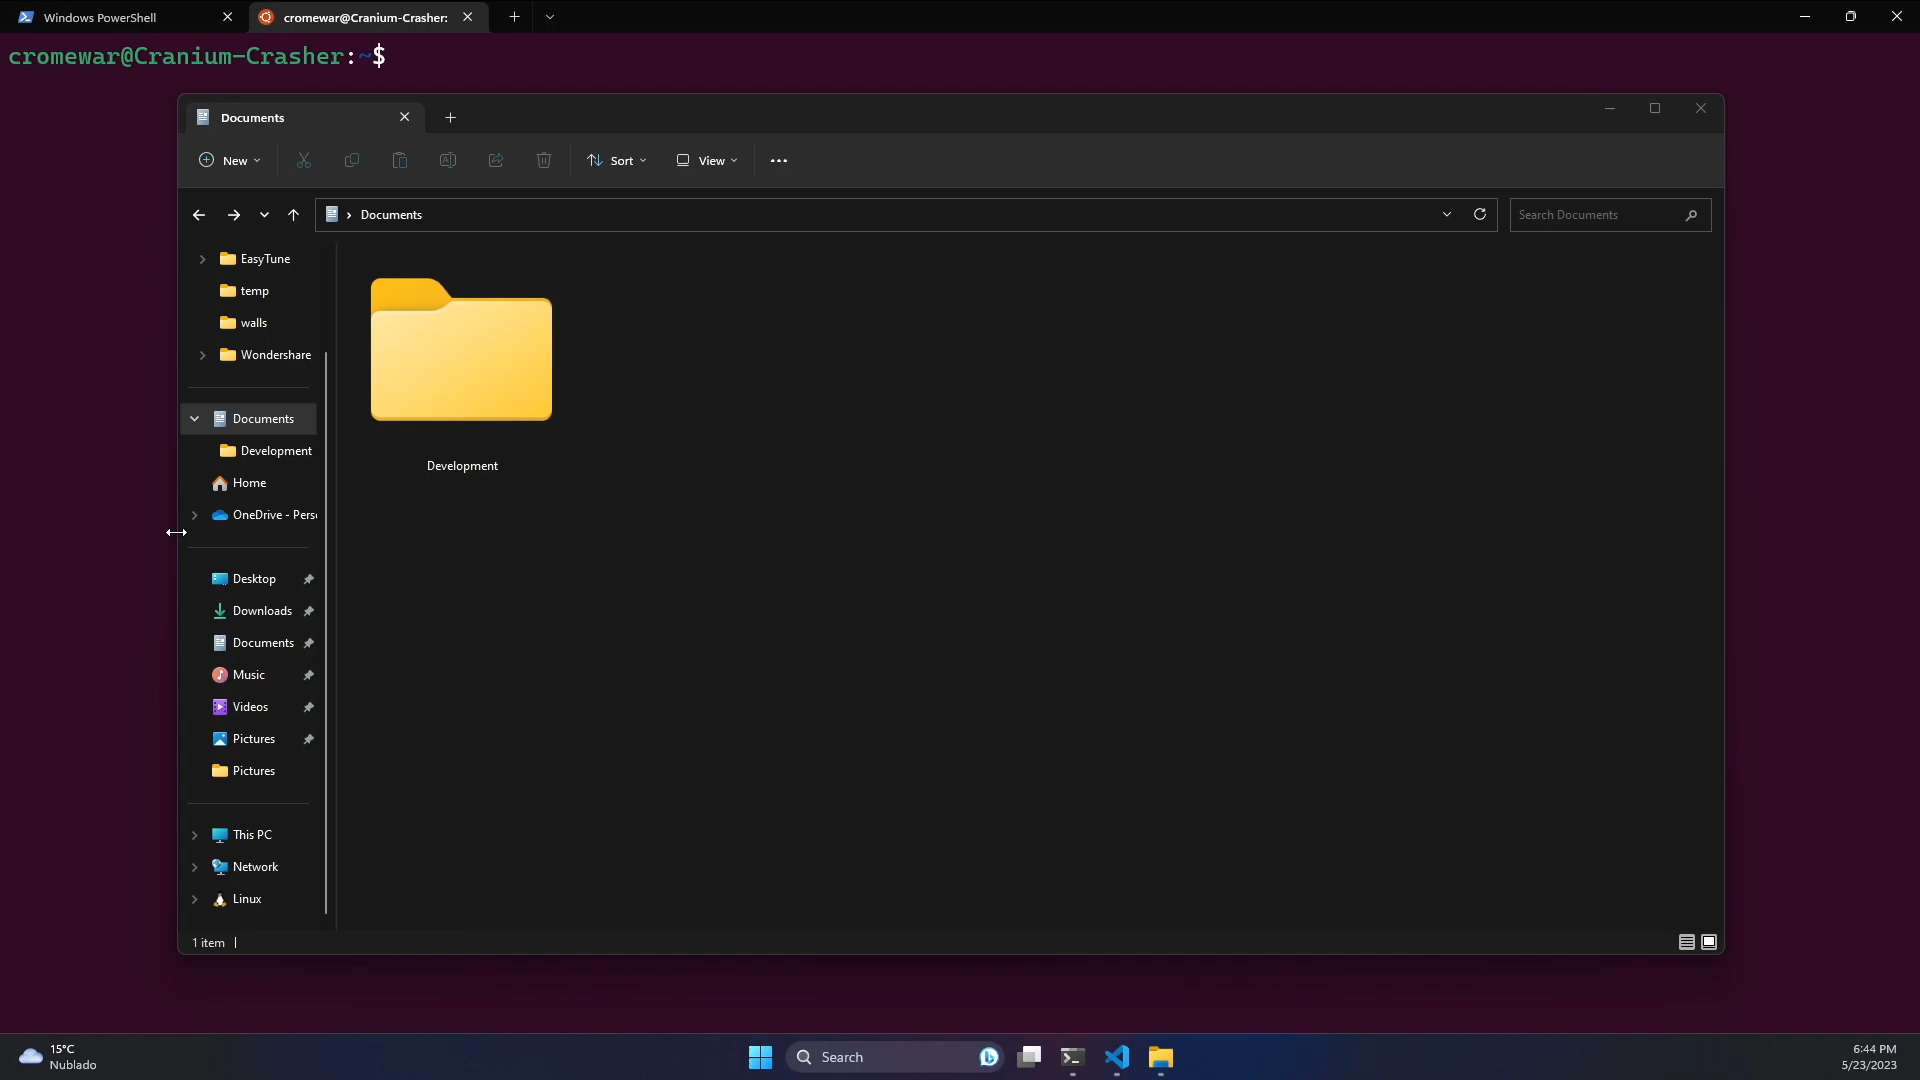 Windows PowerShell
cromewar@Cranium-Crasher:
cromewar@Cranium-Crasher:~$
Documents
New
Sort
View
Documents
Search Documents
EasyTune
temp
walls
Wondershare
Documents
Development
Home
OneDrive - Pers
Desktop
Downloads
Documents
Music
Videos
Pictures
Pictures
This PC
Network
Linux
Development
1 item
15°C
Nublado
Search
6:44 PM
5/23/2023